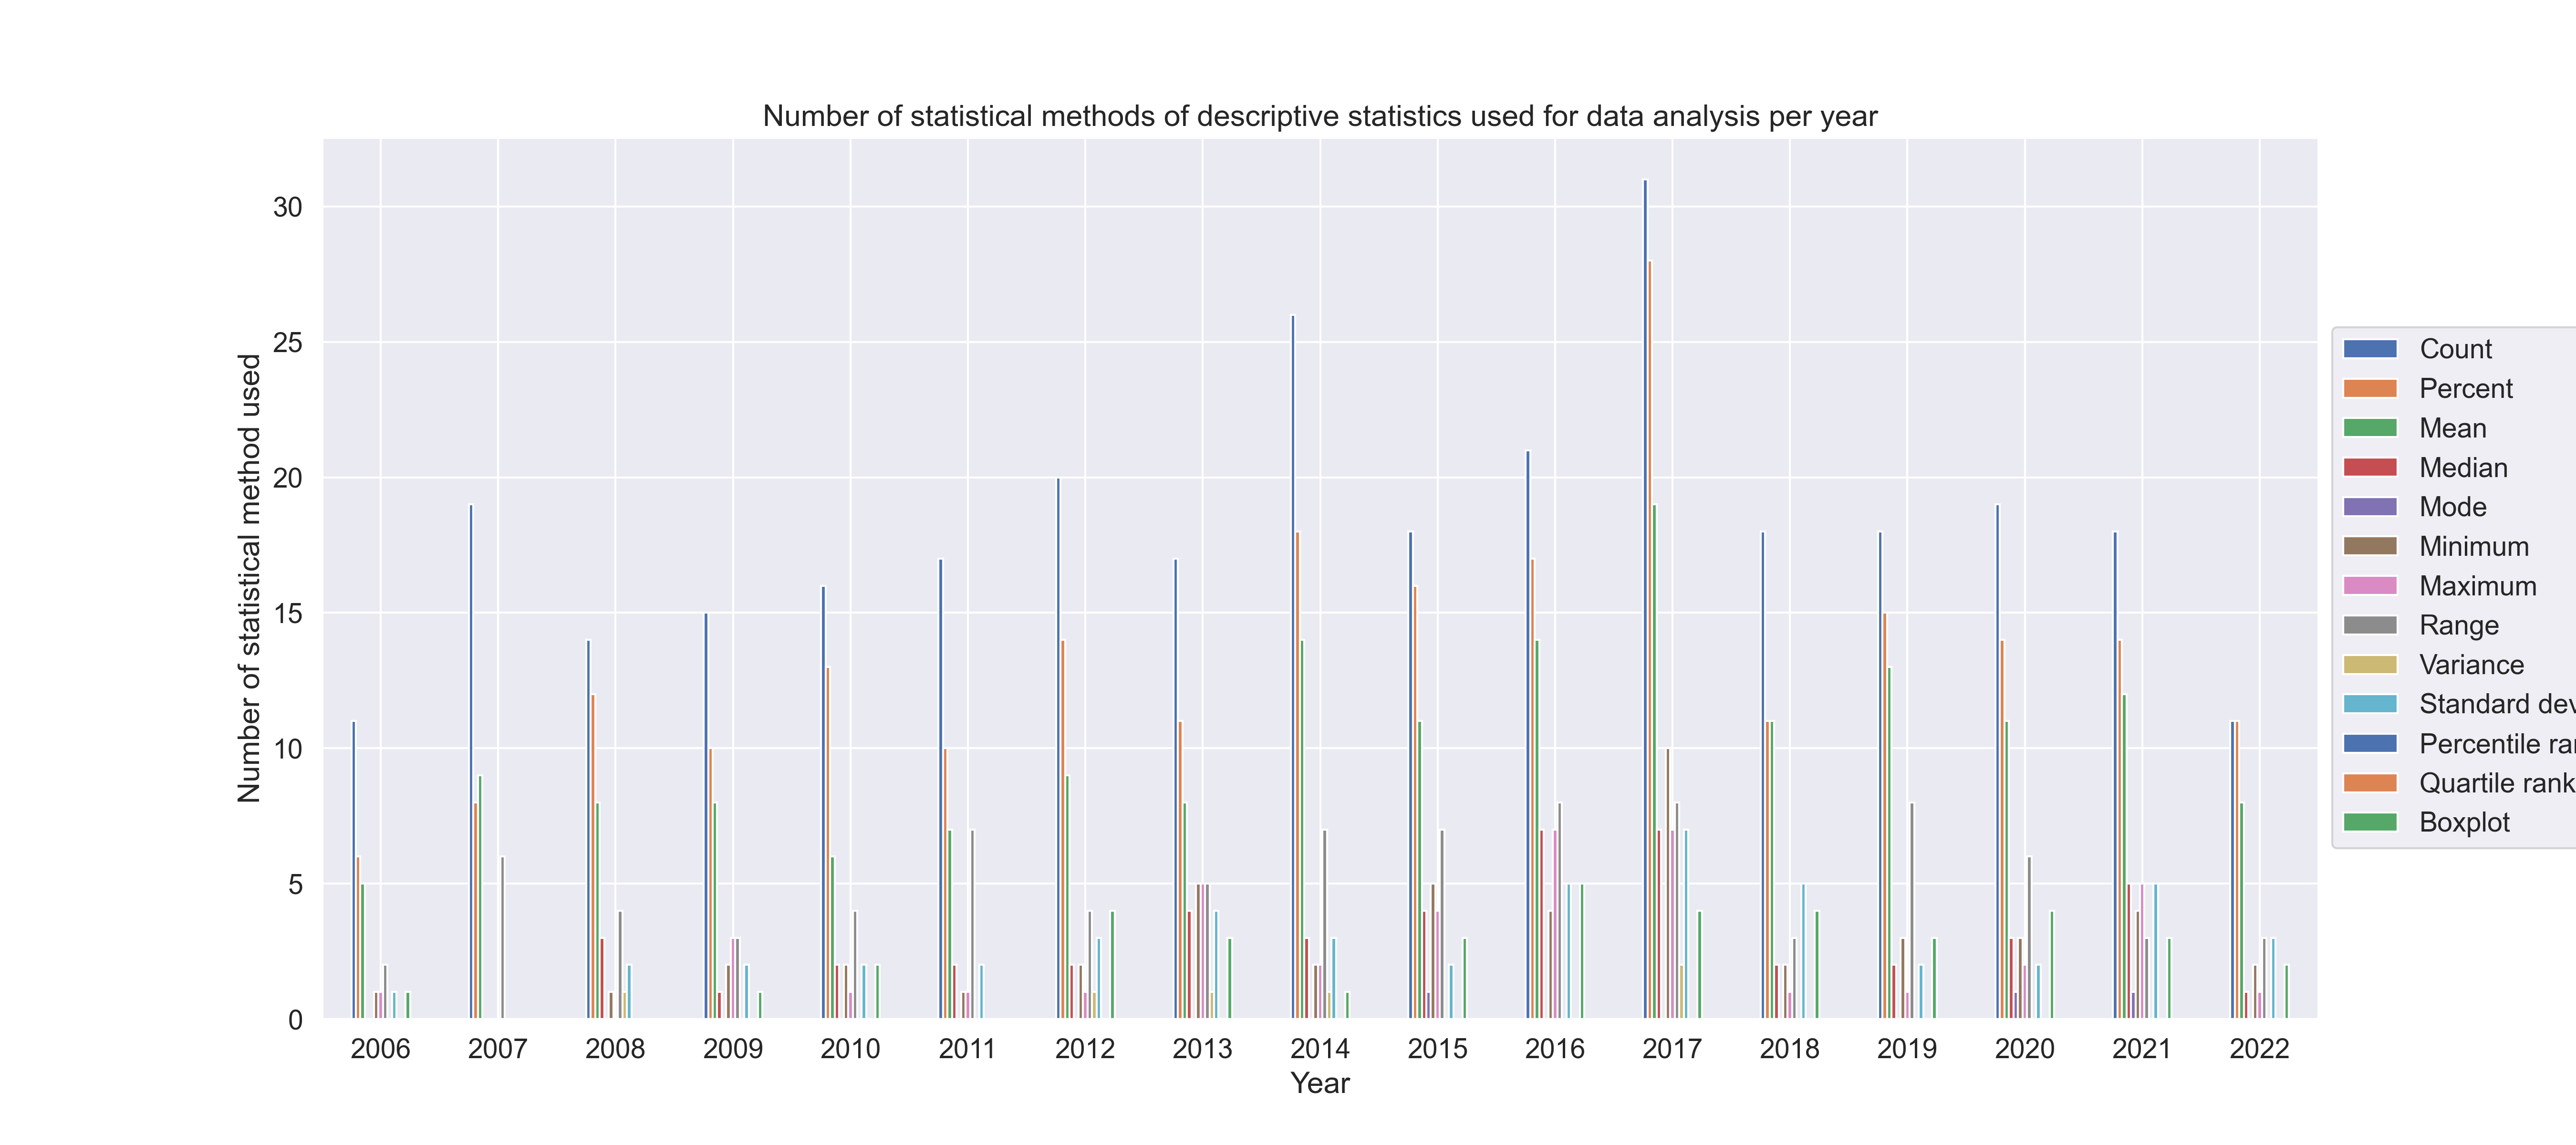 Number of statistical methods of descriptive statistics used for data analysis per year
Number of statistical method used
30
25
20
15
10
5
0
2006 2007 2008 2009 2010 2011 2012 2013 2014 2015 2016 2017 2018 2019 2020 2021 2022
Year
Count
Percent
Mean
Median
Mode
Minimum
Maximum
Range
Variance
Standard dev
Percentile ra
Quartile rank
Boxplot